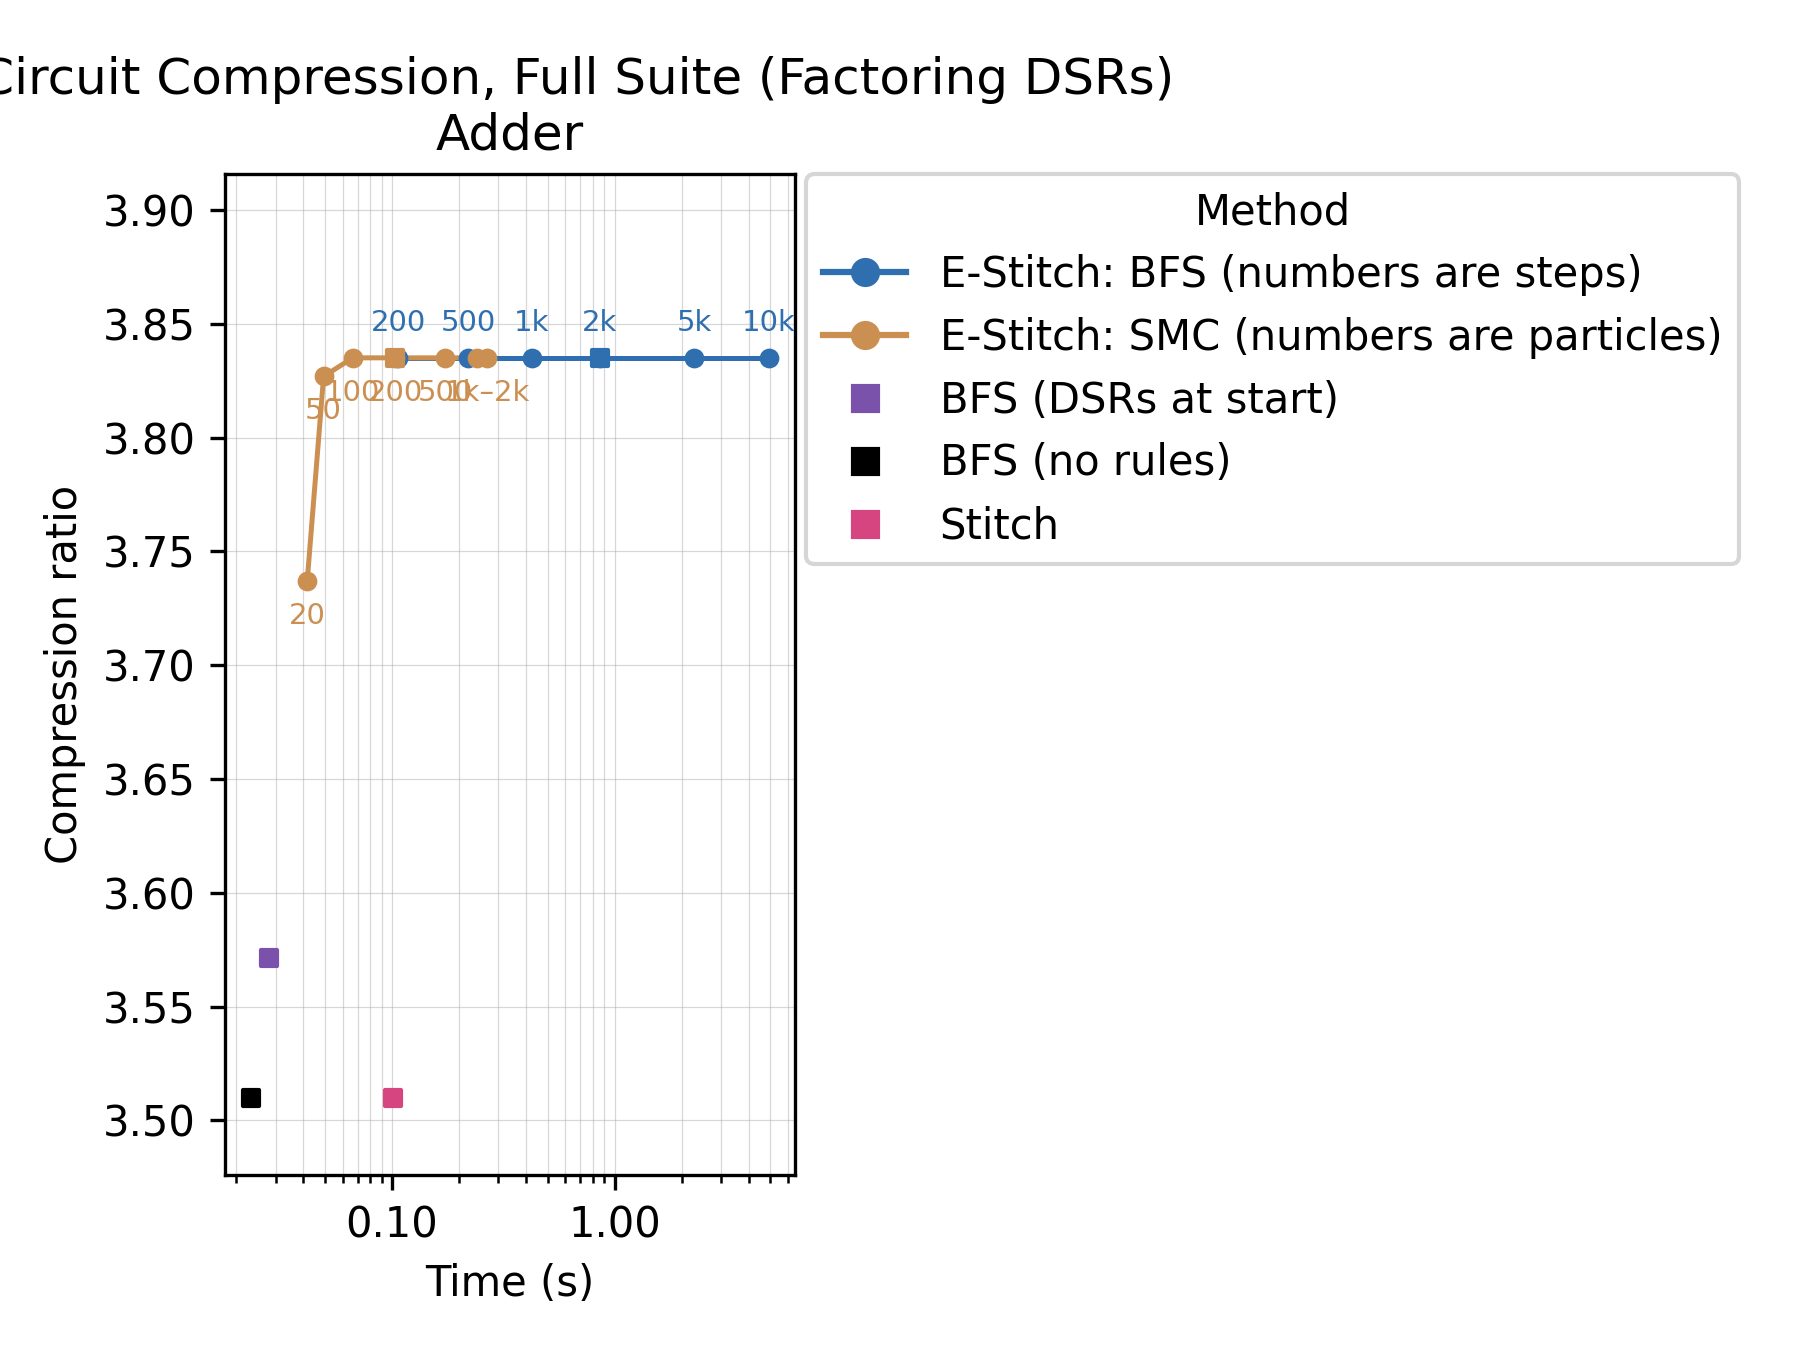 Circuit Compression, Full Suite (Factoring DSRs)
Adder
Compression ratio
3.90
3.85
3.80
3.75
3.70
3.65
3.60
3.55
3.50
200 500 1k 2k 5k 10k
50 100 200 500 1k–2k
20
0.10 1.00
Time (s)
Method
E-Stitch: BFS (numbers are steps)
E-Stitch: SMC (numbers are particles)
BFS (DSRs at start)
BFS (no rules)
Stitch